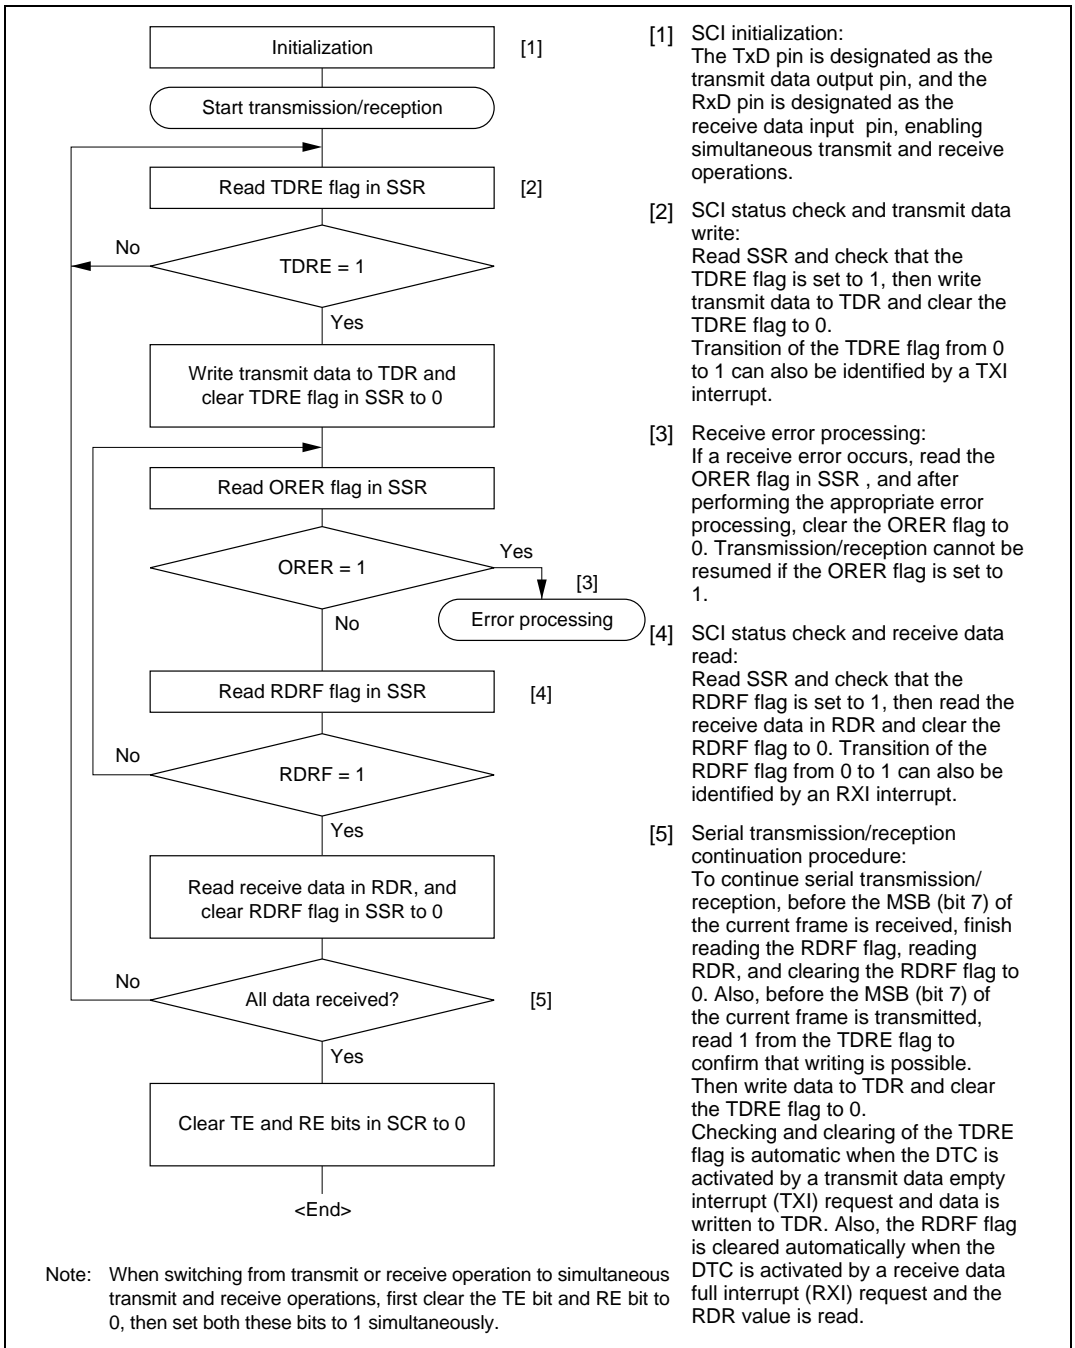 Initialization
[1]
Start transmission/reception
Read TDRE flag in SSR
[2]
No
TDRE = 1
Yes
Write transmit data to TDR and
clear TDRE flag in SSR to 0
Read ORER flag in SSR
ORER = 1
Yes
[3]
Error processing
No
Read RDRF flag in SSR
[4]
No
RDRF = 1
Yes
Read receive data in RDR, and
clear RDRF flag in SSR to 0
No
All data received?
[5]
Yes
Clear TE and RE bits in SCR to 0
<End>
[1] SCI initialization:
The TxD pin is designated as the
transmit data output pin, and the
RxD pin is designated as the
receive data input pin, enabling
simultaneous transmit and receive
operations.
[2] SCI status check and transmit data
write:
Read SSR and check that the
TDRE flag is set to 1, then write
transmit data to TDR and clear the
TDRE flag to 0.
Transition of the TDRE flag from 0
to 1 can also be identified by a TXI
interrupt.
[3] Receive error processing:
If a receive error occurs, read the
ORER flag in SSR , and after
performing the appropriate error
processing, clear the ORER flag to
0. Transmission/reception cannot be
resumed if the ORER flag is set to
1.
[4] SCI status check and receive data
read:
Read SSR and check that the
RDRF flag is set to 1, then read the
receive data in RDR and clear the
RDRF flag to 0. Transition of the
RDRF flag from 0 to 1 can also be
identified by an RXI interrupt.
[5] Serial transmission/reception
continuation procedure:
To continue serial transmission/
reception, before the MSB (bit 7) of
the current frame is received, finish
reading the RDRF flag, reading
RDR, and clearing the RDRF flag to
0. Also, before the MSB (bit 7) of
the current frame is transmitted,
read 1 from the TDRE flag to
confirm that writing is possible.
Then write data to TDR and clear
the TDRE flag to 0.
Checking and clearing of the TDRE
flag is automatic when the DTC is
activated by a transmit data empty
interrupt (TXI) request and data is
written to TDR. Also, the RDRF flag
is cleared automatically when the
DTC is activated by a receive data
full interrupt (RXI) request and the
RDR value is read.
Note: When switching from transmit or receive operation to simultaneous
transmit and receive operations, first clear the TE bit and RE bit to
0, then set both these bits to 1 simultaneously.